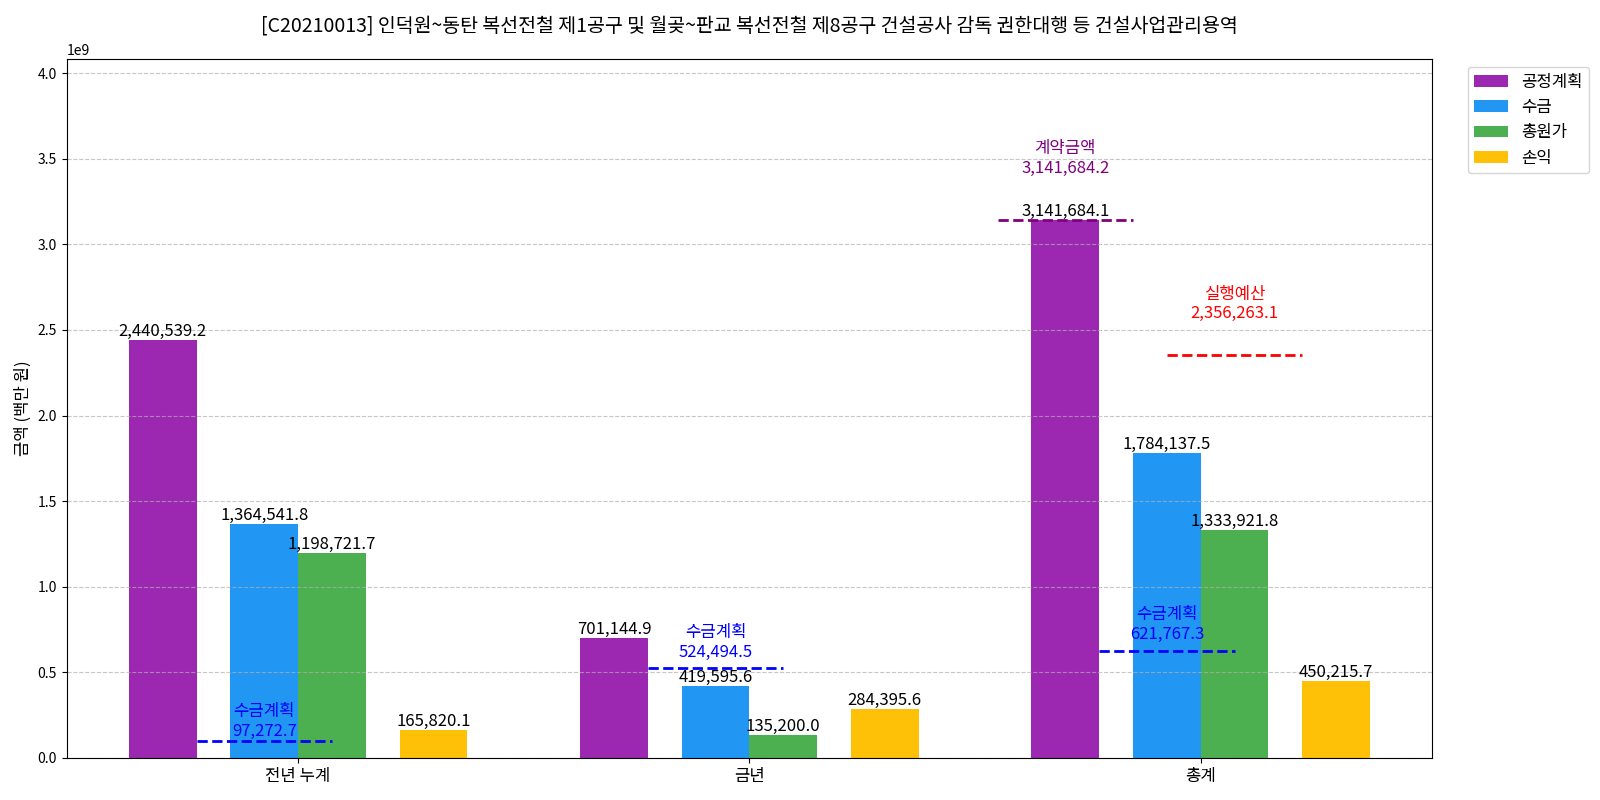 [C20210013] 인덕원~동탄 복선전철 제1공구 및 월곶~판교 복선전철 제8공구 건설공사 감독 권한대행 등 건설사업관리용역
1e9
4.0
3.5
3.0
2.5
2.0
1.5
1.0
0.5
0.0
금액 (백만 원)
2,440,539.2
1,364,541.8
1,198,721.7
수금계획
97,272.7
165,820.1
701,144.9
수금계획
524,494.5
419,595.6
135,200.0
284,395.6
계약금액
3,141,684.2
3,141,684.1
실행예산
2,356,263.1
1,784,137.5
1,333,921.8
수금계획
621,767.3
450,215.7
전년 누계
금년
총계
공정계획
수금
총원가
손익